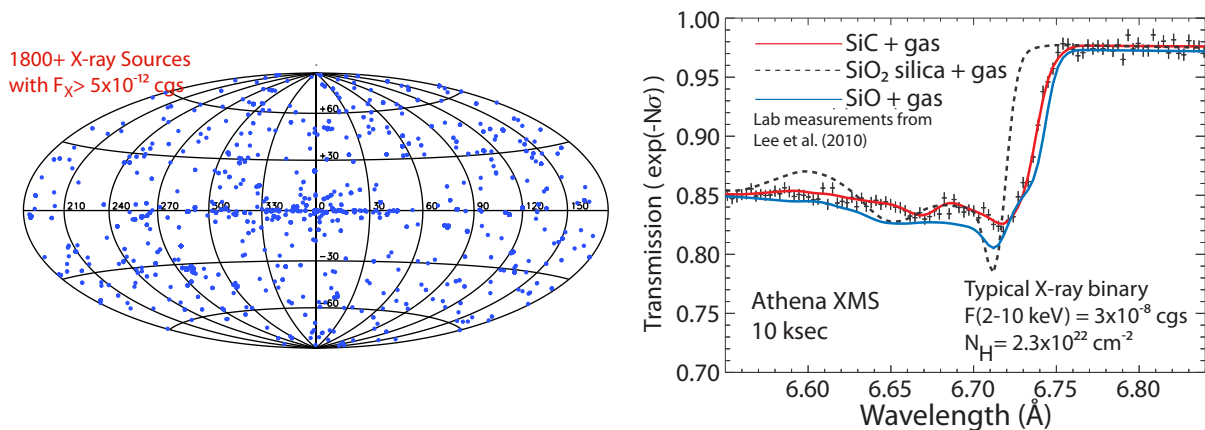 1800+ X-ray Sources
with F_X > 5x10^-12 cgs
+60
+30
210 240 270 300 330 0 30 60 90 120 150
-30
-60
Transmission ( exp(-Nσ)
1.00
0.95
0.90
0.85
0.80
0.75
0.70
SiC + gas
SiO₂ silica + gas
SiO + gas
Lab measurements from
Lee et al. (2010)
Athena XMS
10 ksec
Typical X-ray binary
F(2-10 keV) = 3x10^-8 cgs
N_H = 2.3x10^22 cm^-2
6.60 6.65 6.70 6.75 6.80
Wavelength (Å)